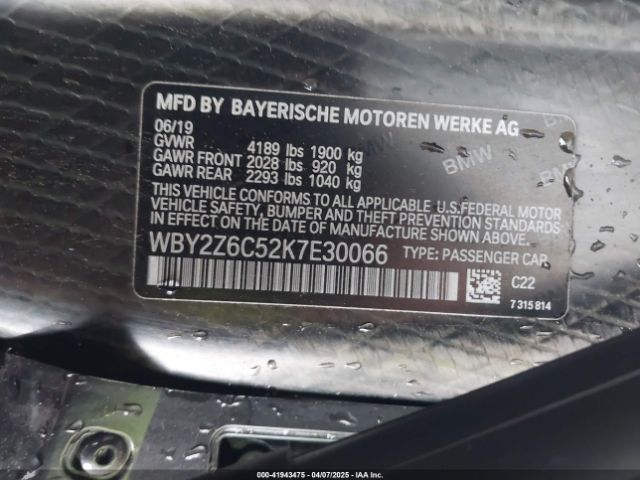 MFD BY BAYERISCHE MOTOREN WERKE AG
06/19
GVWR 4189 lbs 1900 kg
GAWR FRONT 2028 lbs 920 kg
GAWR REAR 2293 lbs 1040 kg
BMW
BMW
THIS VEHICLE CONFORMS TO ALL APPLICABLE U.S.FEDERAL MOTOR
VEHICLE SAFETY, BUMPER AND THEFT PREVENTION STANDARDS
IN EFFECT ON THE DATE OF MANUFACTURE SHOWN ABOVE.
WBY2Z6C52K7E30066 TYPE: PASSENGER CAR
C22
7 315 814
000-41943475 - 04/07/2025 - IAAI